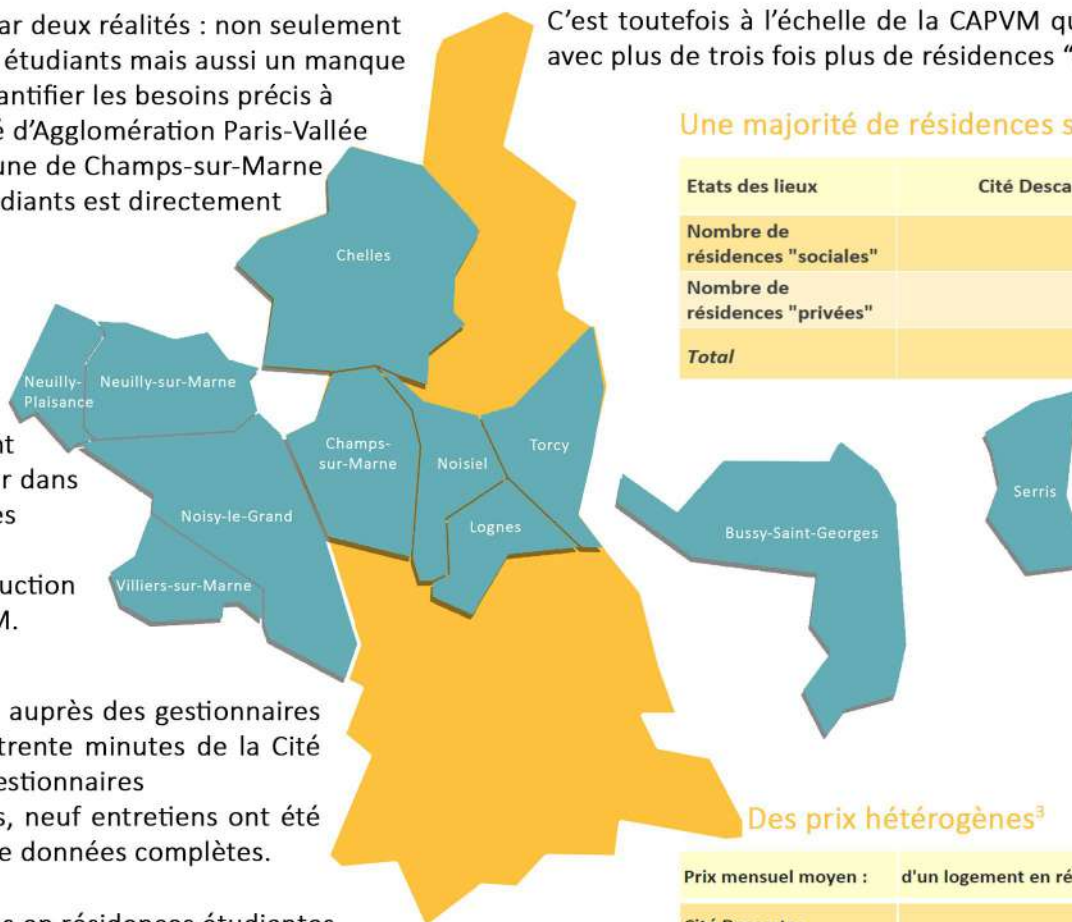 ar deux réalités : non seulement
étudiants mais aussi un manque
antifier les besoins précis à
é d'Agglomération Paris-Vallée
une de Champs-sur-Marne
diants est directement
nt
r dans
es
uction
M.
auprès des gestionnaires
trente minutes de la Cité
estionnaires
s, neuf entretiens ont été
e données complètes.
s en résidences étudiantes
Chelles
Neuilly-
Plaisance
Neuilly-sur-Marne
Champs-
sur-Marne
Noisiel
Torcy
Lognes
Noisy-le-Grand
Villiers-sur-Marne
Bussy-Saint-Georges
Serris
C'est toutefois à l'échelle de la CAPVM qu
avec plus de trois fois plus de résidences “
Une majorité de résidences s
Etats des lieux Cité Desca
Nombre de
résidences "sociales"
Nombre de
résidences "privées"
Total
Des prix hétérogènes³
Prix mensuel moyen : d'un logement en ré
Cité Descartes